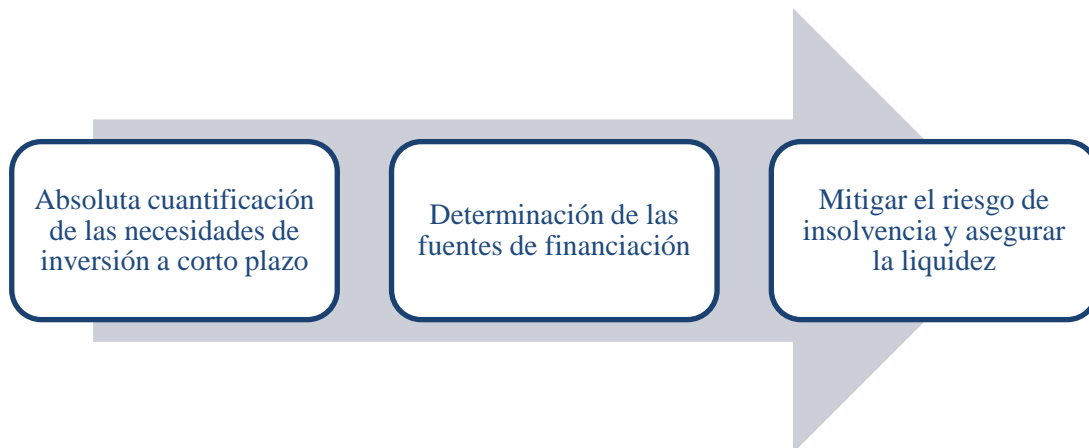 Absoluta cuantificación
de las necesidades de
inversión a corto plazo
Determinación de las
fuentes de financiación
Mitigar el riesgo de
insolvencia y asegurar
la liquidez